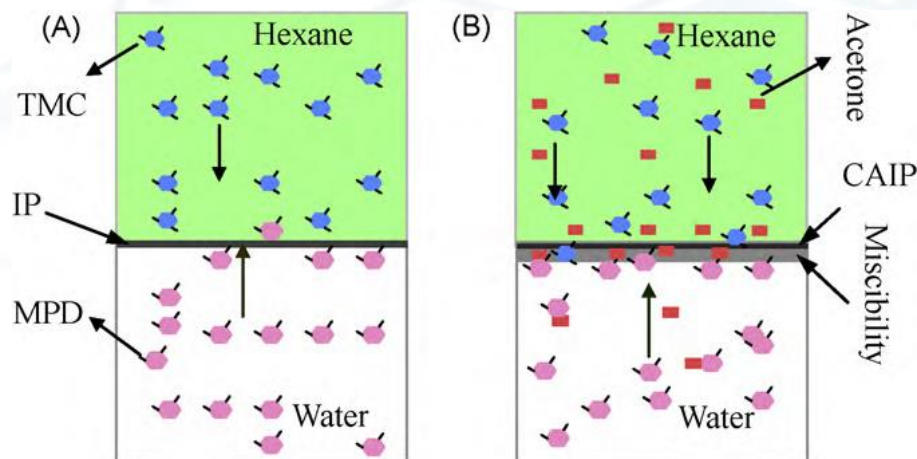 (A)
Hexane
TMC
IP
MPD
Water
(B)
Hexane
Acetone
CAIP
Miscibility
Water